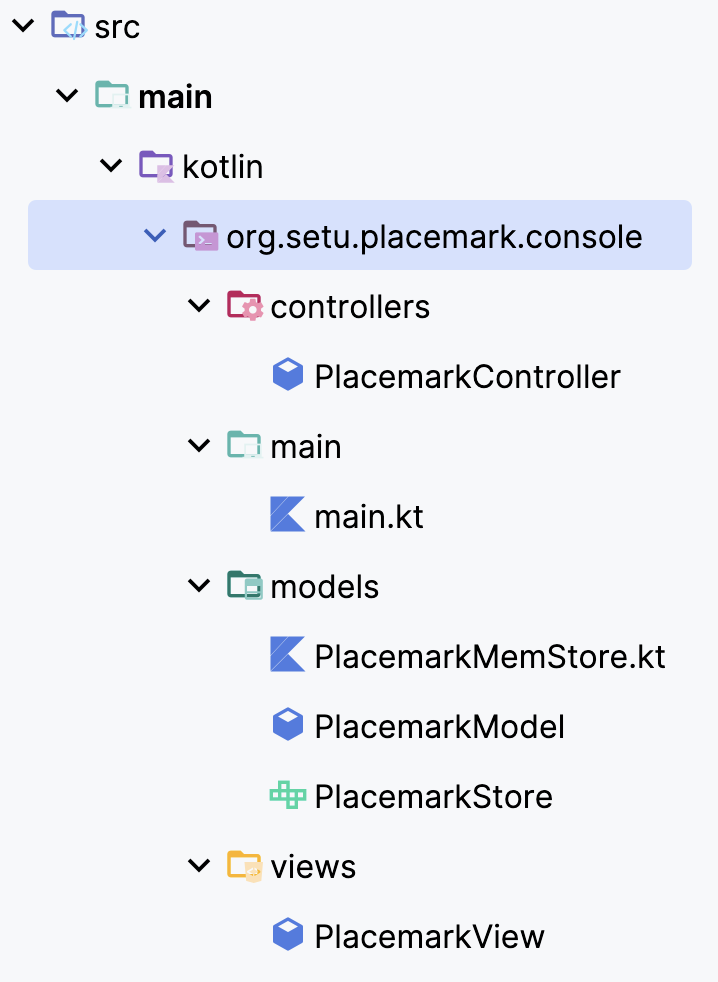 src
main
kotlin
org.setu.placemark.console
controllers
PlacemarkController
main
main.kt
models
PlacemarkMemStore.kt
PlacemarkModel
PlacemarkStore
views
PlacemarkView